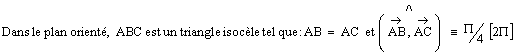 Dans le plan orienté, ABC est un triangle isocèle tel que : AB = AC et ( AB→, AC→ )^ ≡ Π/4 [2Π]